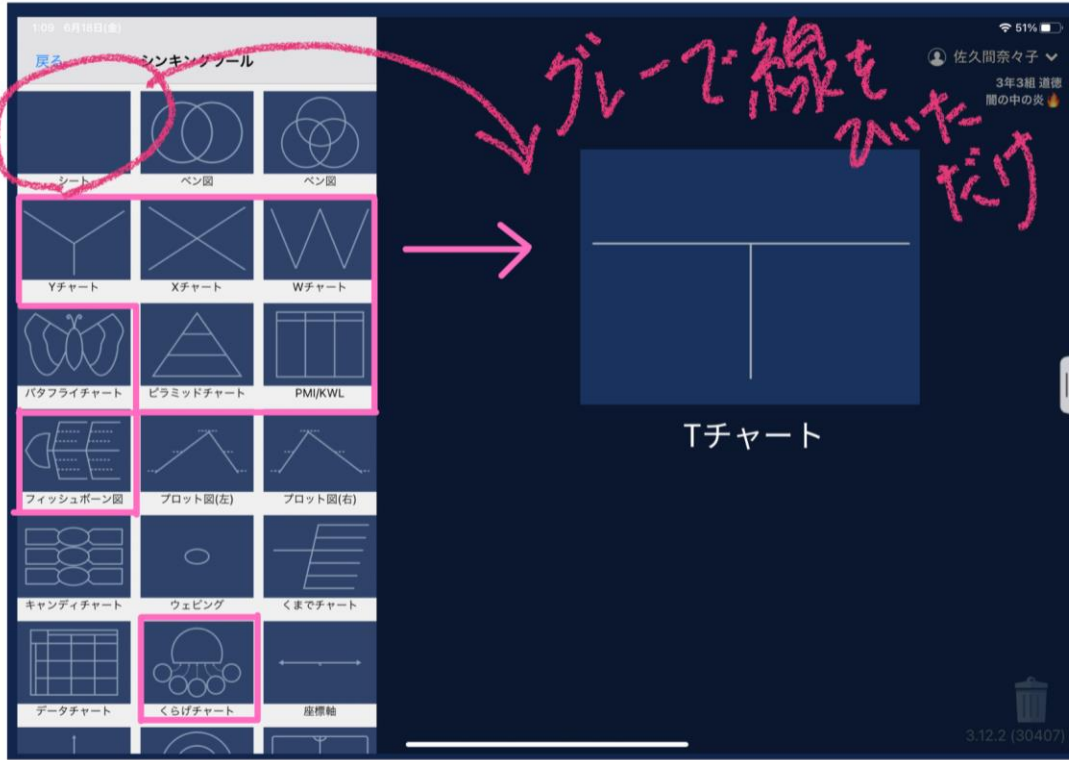 1:09 6月18日(金)
51%
戻る
シンキングツール
佐久間奈々子
3年3組 道徳
闇の中の炎🔥
グレーで線を
ひいた
だけ
シート
ベン図
ベン図
Yチャート
Xチャート
Wチャート
バタフライチャート
ピラミッドチャート
PMI/KWL
Tチャート
フィッシュボーン図
プロット図(左)
プロット図(右)
キャンディチャート
ウェビング
くまでチャート
データチャート
くらげチャート
座標軸
3.12.2 (30407)